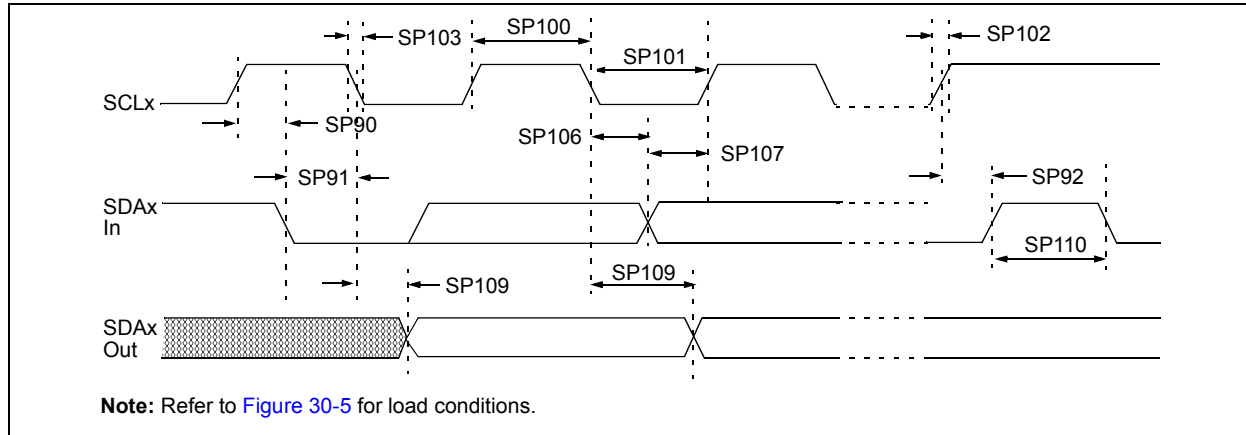 SP103
SP100
SP102
SP101
SCLx
SP90
SP106
SP107
SP91
SP92
SDAx
In
SP110
SP109
SP109
SDAx
Out
Note: Refer to Figure 30-5 for load conditions.